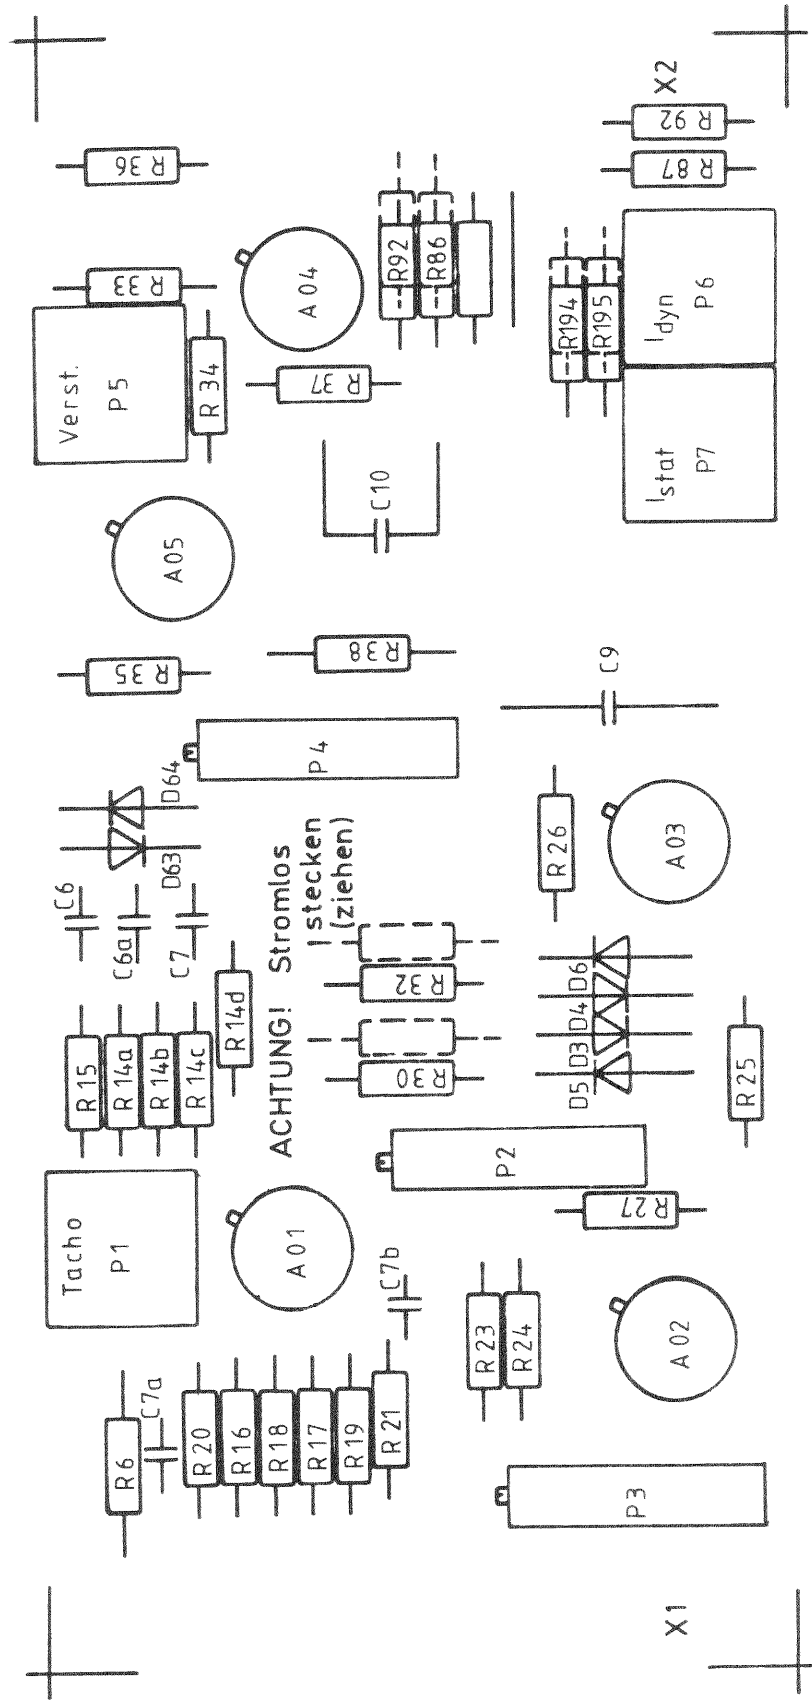 X2
R 36
R 92
R 87
R 33
A 04
R92
R86
R194
R195
I dyn
P6
Verst.
P5
R 34
R 37
I stat
P7
C10
A05
R 35
R 38
C9
P4
D64
D63
C6
C6a
C7
R 26
A 03
ACHTUNG! Stromlos
stecken
(ziehen)
R 14d
R 32
R 30
R 15
R 14a
R 14b
R 14c
D6
D4
D3
D5
R 25
P2
R 27
Tacho
P1
A 01
C7b
R 23
R 24
A 02
R6
C7a
R 20
R 16
R 18
R 17
R 19
R 21
P3
X1